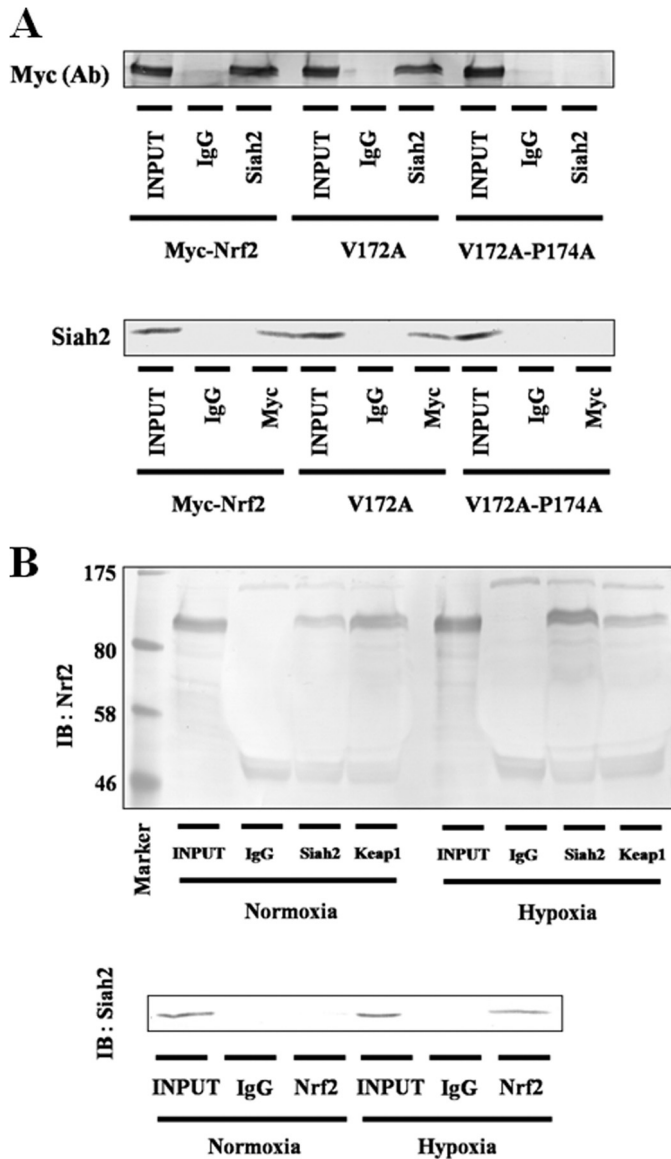 A
Myc (Ab)
INPUT IgG Siah2 INPUT IgG Siah2 INPUT IgG Siah2
Myc-Nrf2 V172A V172A-P174A
Siah2
INPUT IgG Myc INPUT IgG Myc INPUT IgG Myc
Myc-Nrf2 V172A V172A-P174A
B
IB : Nrf2
175
80
58
46
Marker INPUT IgG Siah2 Keap1 INPUT IgG Siah2 Keap1
Normoxia Hypoxia
IB : Siah2
INPUT IgG Nrf2 INPUT IgG Nrf2
Normoxia Hypoxia